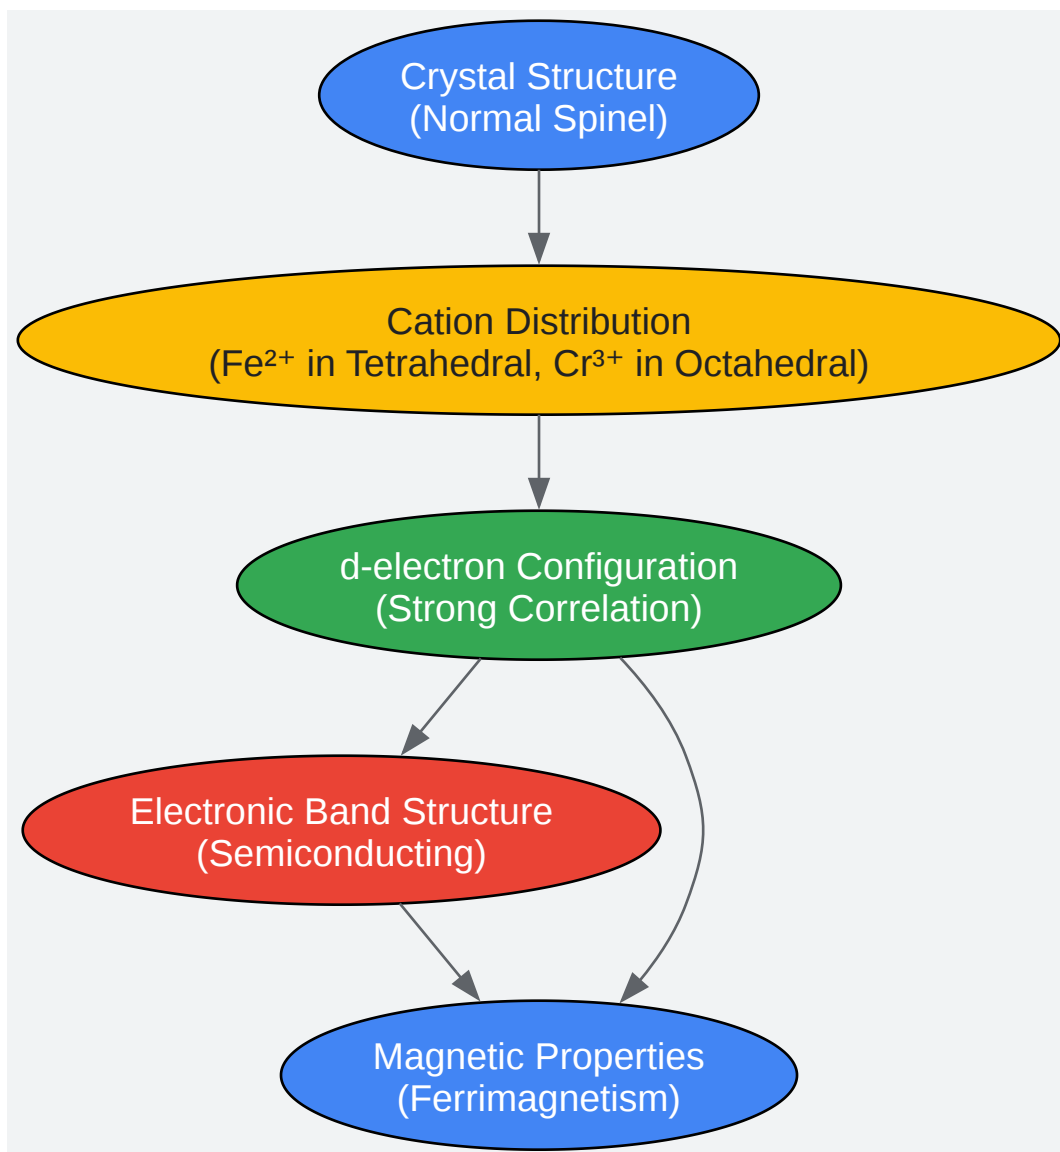 Crystal Structure
(Normal Spinel)
Cation Distribution
(Fe²⁺ in Tetrahedral, Cr³⁺ in Octahedral)
d-electron Configuration
(Strong Correlation)
Electronic Band Structure
(Semiconducting)
Magnetic Properties
(Ferrimagnetism)